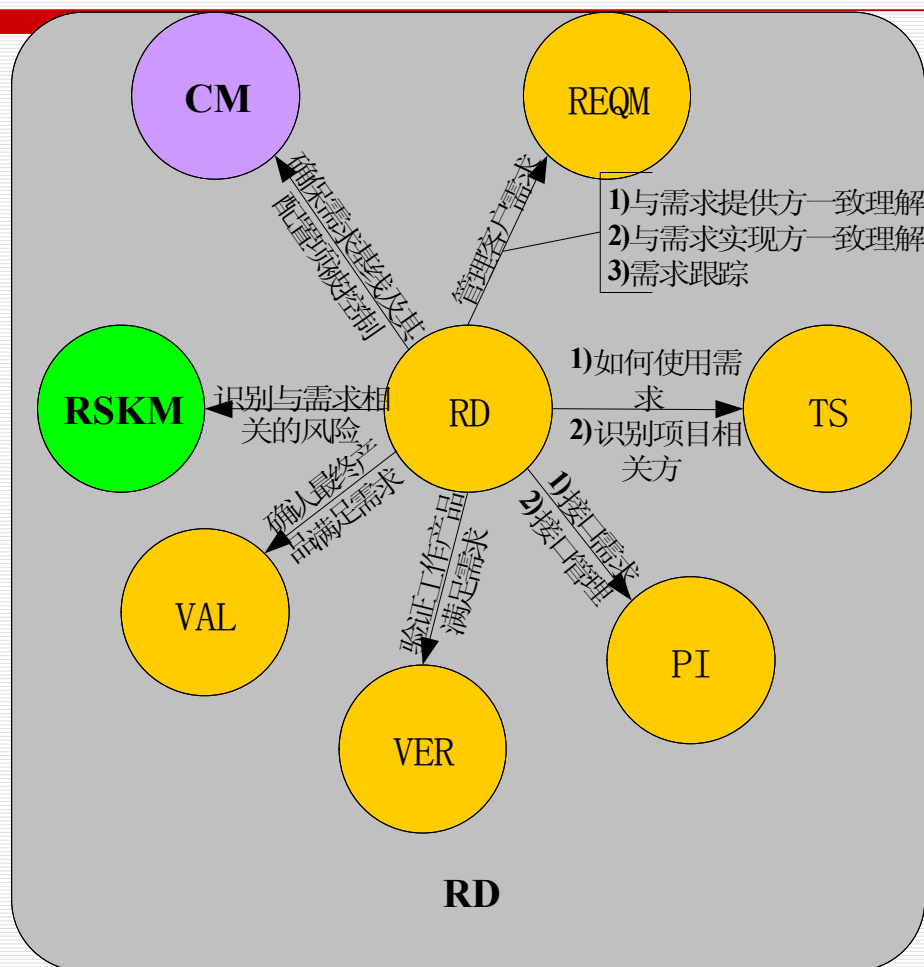 CM
REQM
确保需求基线及其
配置项被控制
管理客户需求
1)与需求提供方一致理解
2)与需求实现方一致理解
3)需求跟踪
RSKM
识别与需求相
关的风险
RD
1)如何使用需
求
2)识别项目相
关方
TS
确人最终产
品满足需求
VAL
验证工作产品
满足需求
VER
1)接口需求
2)接口管理
PI
RD